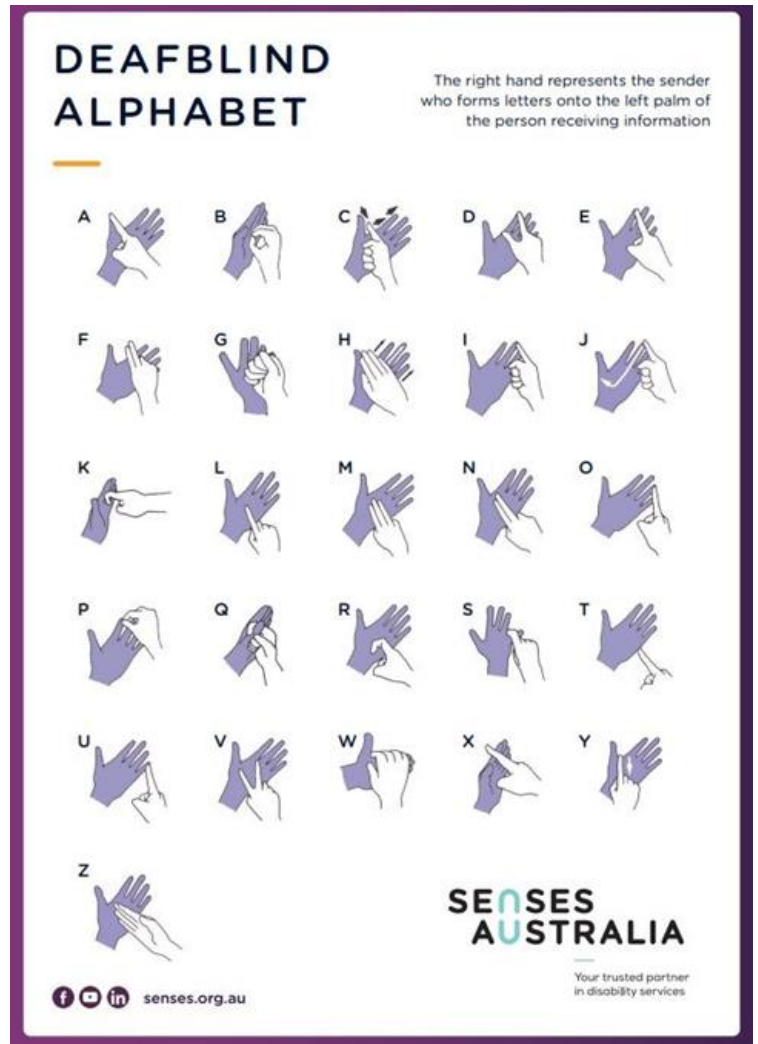 DEAFBLIND
ALPHABET
The right hand represents the sender
who forms letters onto the left palm of
the person receiving information
A B C D E
F G H I J
K L M N O
P Q R S T
U V W X Y
Z
SENSES
AUSTRALIA
Your trusted partner
in disability services
senses.org.au